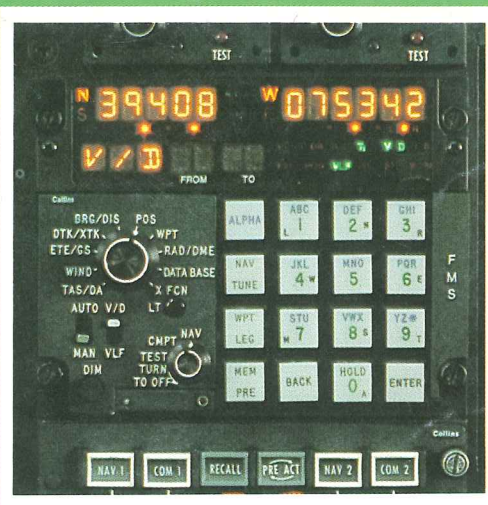 TEST TEST
N 39408 W 075342
S
V/D VLF V D
FROM TO
Collins
BRG/DIS POS
DTK/XTK WPT
ETE/GS RAD/DME
WIND DATA BASE
TAS/DA X FCN
AUTO V/D LT
MAN VLF
DIM
CMPT NAV
TEST
TURN
TO OFF
ALPHA ABC L 1 DEF 2 N GHI 3 R
NAV TUNE JKL 4 W MNO 5 PQR 6 E
WPT LEG STU M 7 VWX 8 S YZ* 9 T
MEM PRE BACK HOLD 0 A ENTER
F
M
S
Collins
NAV 1 COM 1 RECALL PRE ACT NAV 2 COM 2